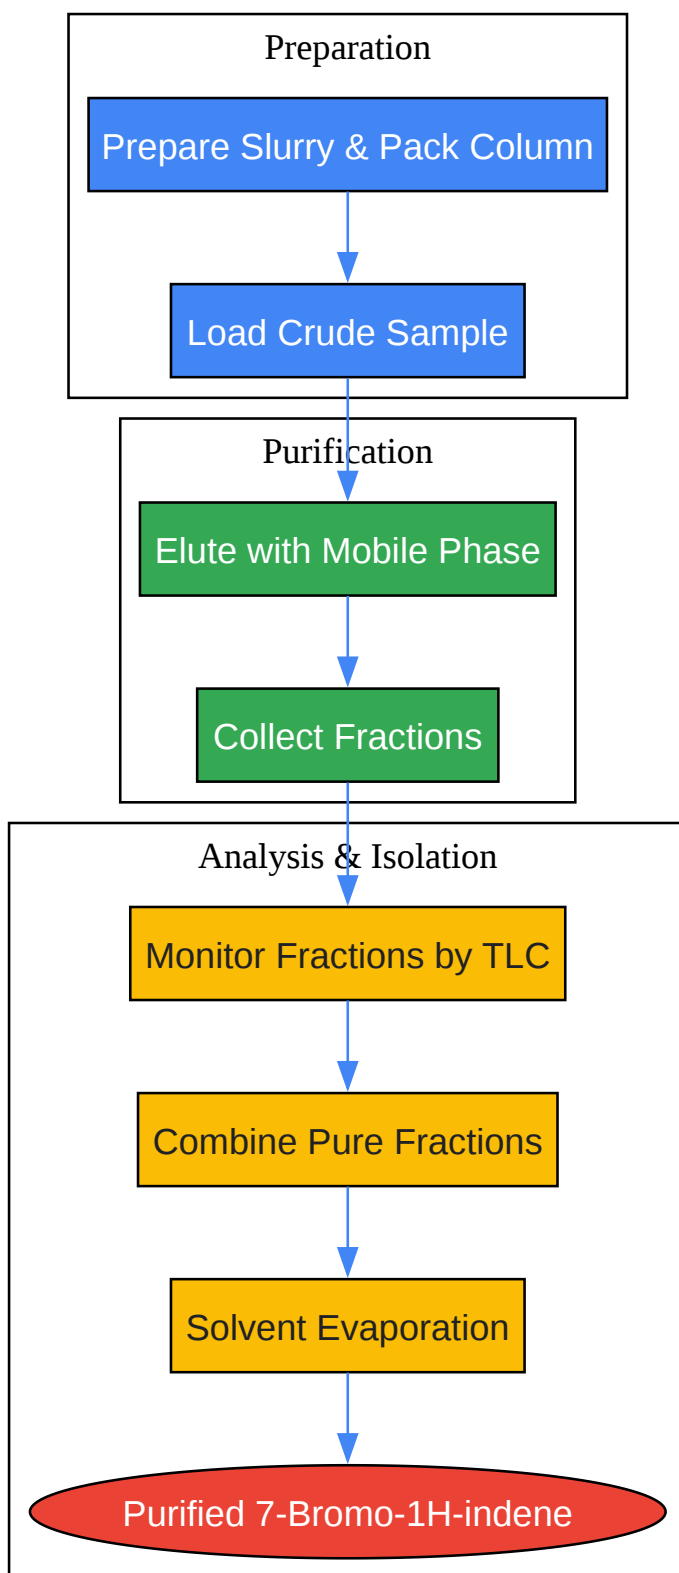 Preparation
Prepare Slurry & Pack Column
Load Crude Sample
Purification
Elute with Mobile Phase
Collect Fractions
Analysis & Isolation
Monitor Fractions by TLC
Combine Pure Fractions
Solvent Evaporation
Purified 7-Bromo-1H-indene